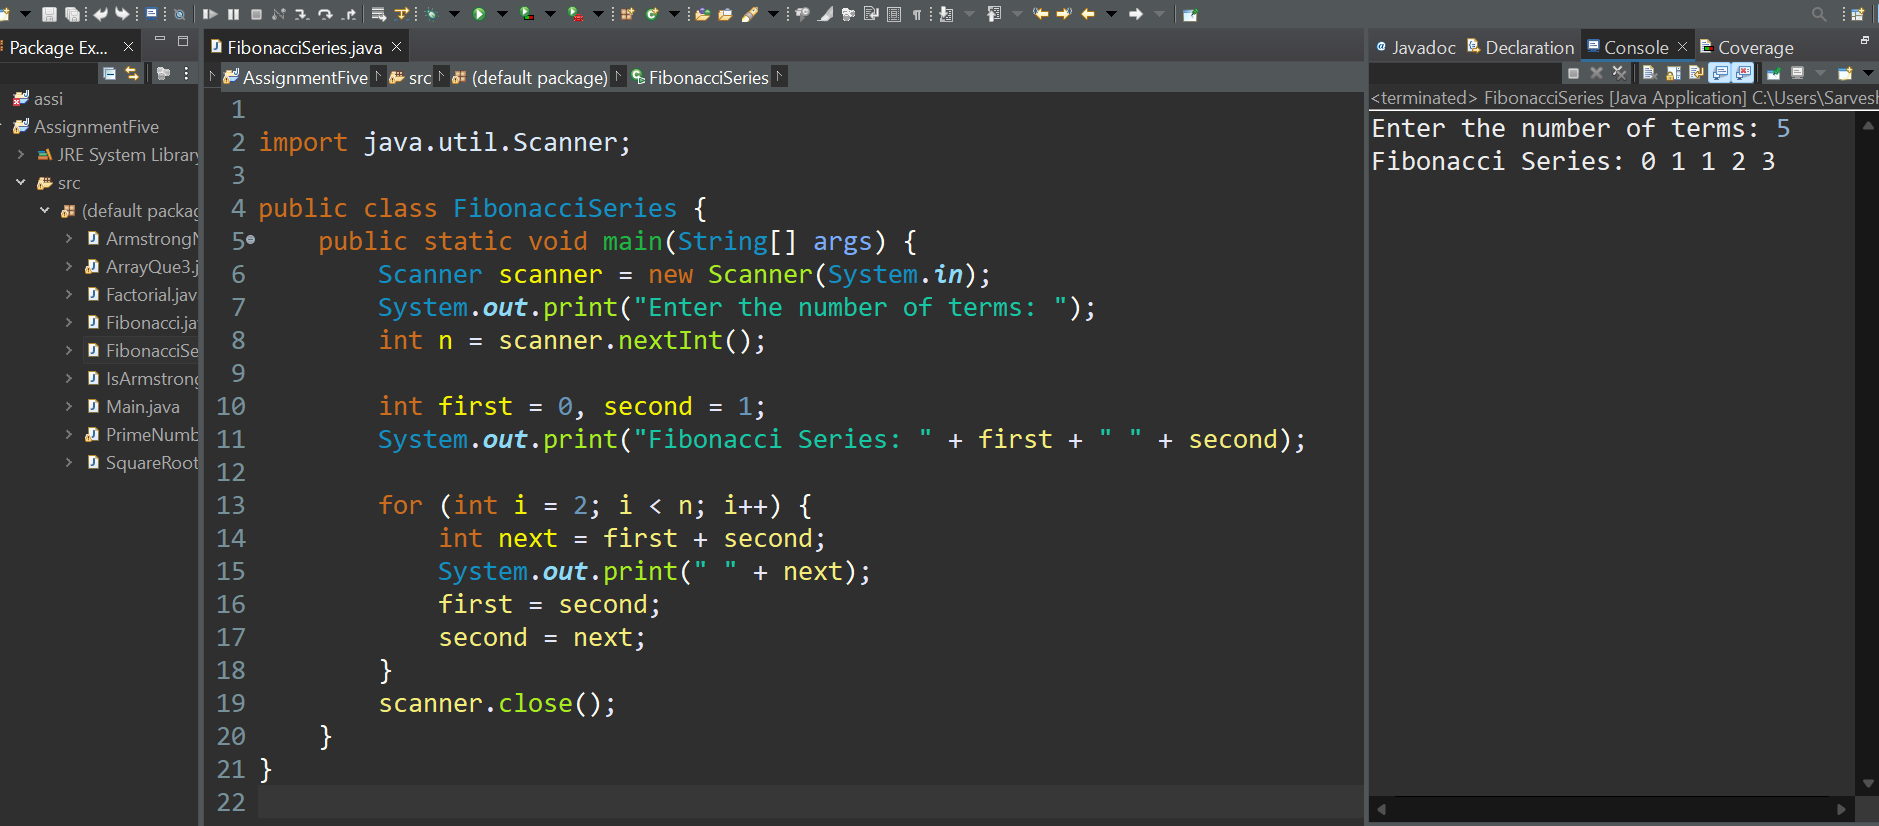 Package Ex...
assi
AssignmentFive
JRE System Library
src
(default packag
ArmstrongN
ArrayQue3.j
Factorial.jav
Fibonacci.ja
FibonacciSe
IsArmstrong
Main.java
PrimeNumb
SquareRoot
FibonacciSeries.java
AssignmentFive src (default package) FibonacciSeries
1
2 import java.util.Scanner;
3
4 public class FibonacciSeries {
5 public static void main(String[] args) {
6 Scanner scanner = new Scanner(System.in);
7 System.out.print("Enter the number of terms: ");
8 int n = scanner.nextInt();
9
10 int first = 0, second = 1;
11 System.out.print("Fibonacci Series: " + first + " " + second);
12
13 for (int i = 2; i < n; i++) {
14 int next = first + second;
15 System.out.print(" " + next);
16 first = second;
17 second = next;
18 }
19 scanner.close();
20 }
21 }
22
Javadoc Declaration Console Coverage
<terminated> FibonacciSeries [Java Application] C:\Users\Sarvesh
Enter the number of terms: 5
Fibonacci Series: 0 1 1 2 3